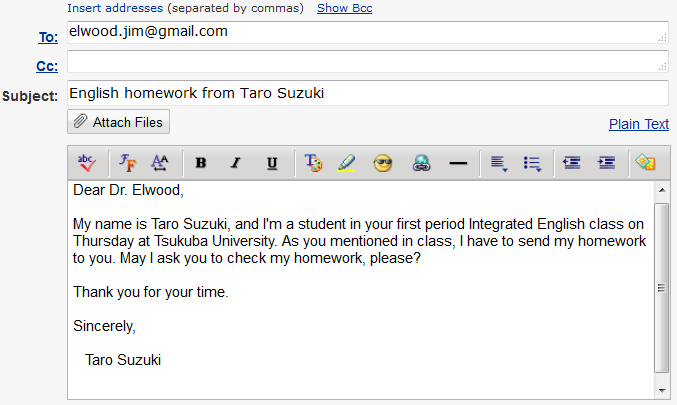 Insert addresses (separated by commas) Show Bcc
To: elwood.jim@gmail.com
Cc:
Subject: English homework from Taro Suzuki
Attach Files Plain Text
abc F F A A B I U T
Dear Dr. Elwood,
My name is Taro Suzuki, and I'm a student in your first period Integrated English class on
Thursday at Tsukuba University. As you mentioned in class, I have to send my homework
to you. May I ask you to check my homework, please?
Thank you for your time.
Sincerely,
Taro Suzuki